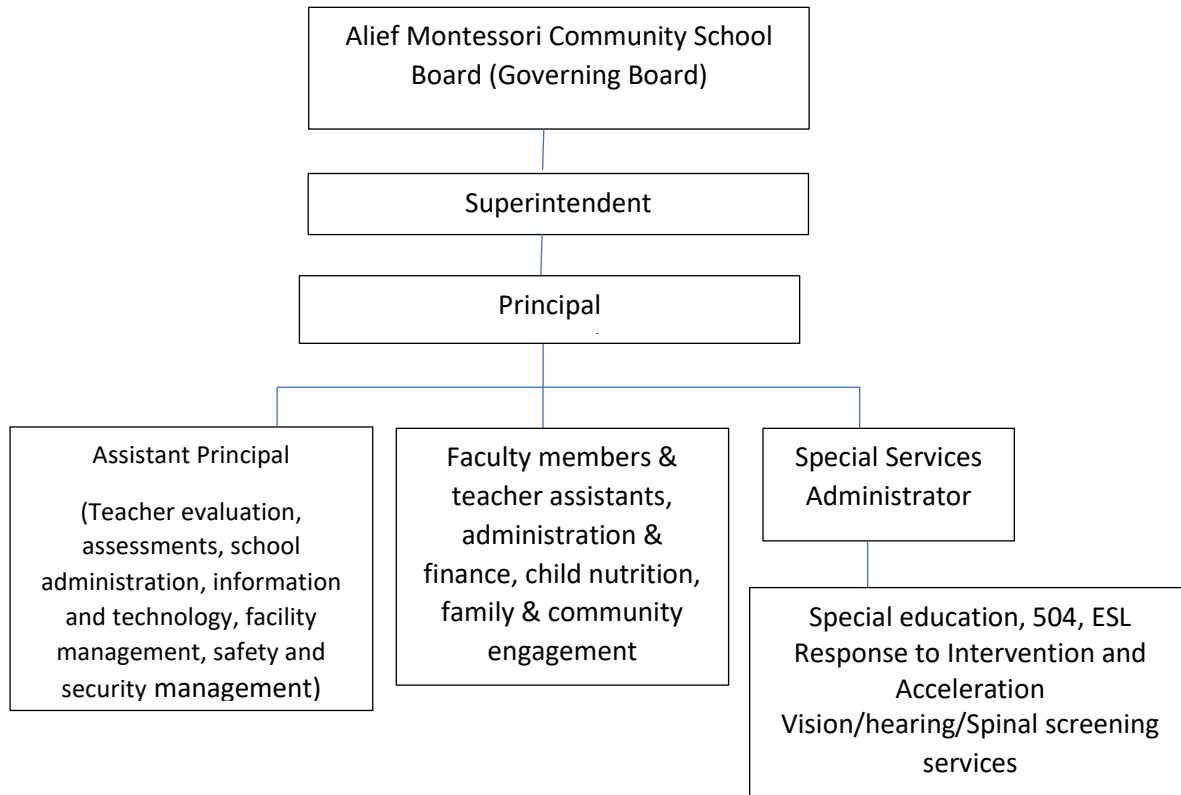 Alief Montessori Community School
Board (Governing Board)
Superintendent
Principal
Assistant Principal
(Teacher evaluation,
assessments, school
administration, information
and technology, facility
management, safety and
security management)
Faculty members &
teacher assistants,
administration &
finance, child nutrition,
family & community
engagement
Special Services
Administrator
Special education, 504, ESL
Response to Intervention and
Acceleration
Vision/hearing/Spinal screening
services